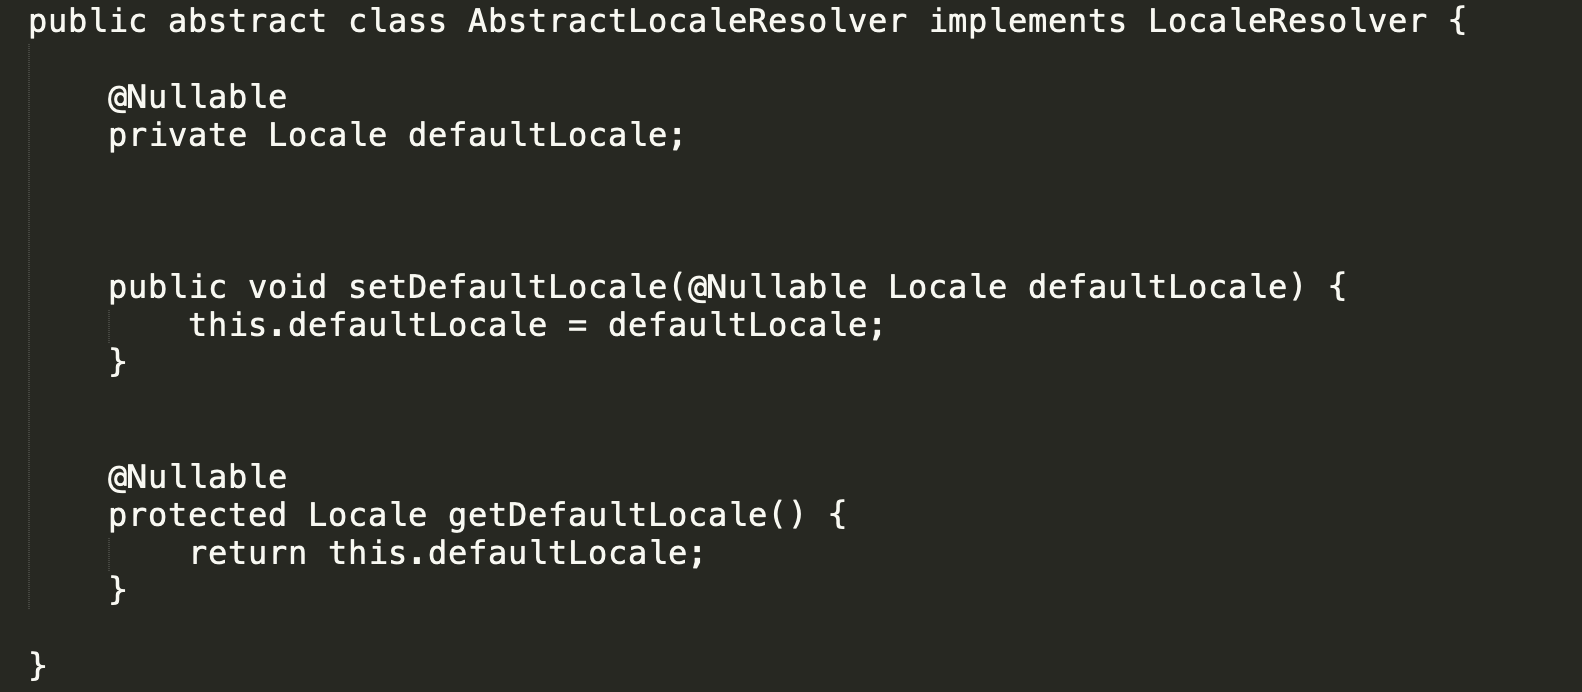 public abstract class AbstractLocaleResolver implements LocaleResolver {
@Nullable
private Locale defaultLocale;
public void setDefaultLocale(@Nullable Locale defaultLocale) {
this.defaultLocale = defaultLocale;
}
@Nullable
protected Locale getDefaultLocale() {
return this.defaultLocale;
}
}